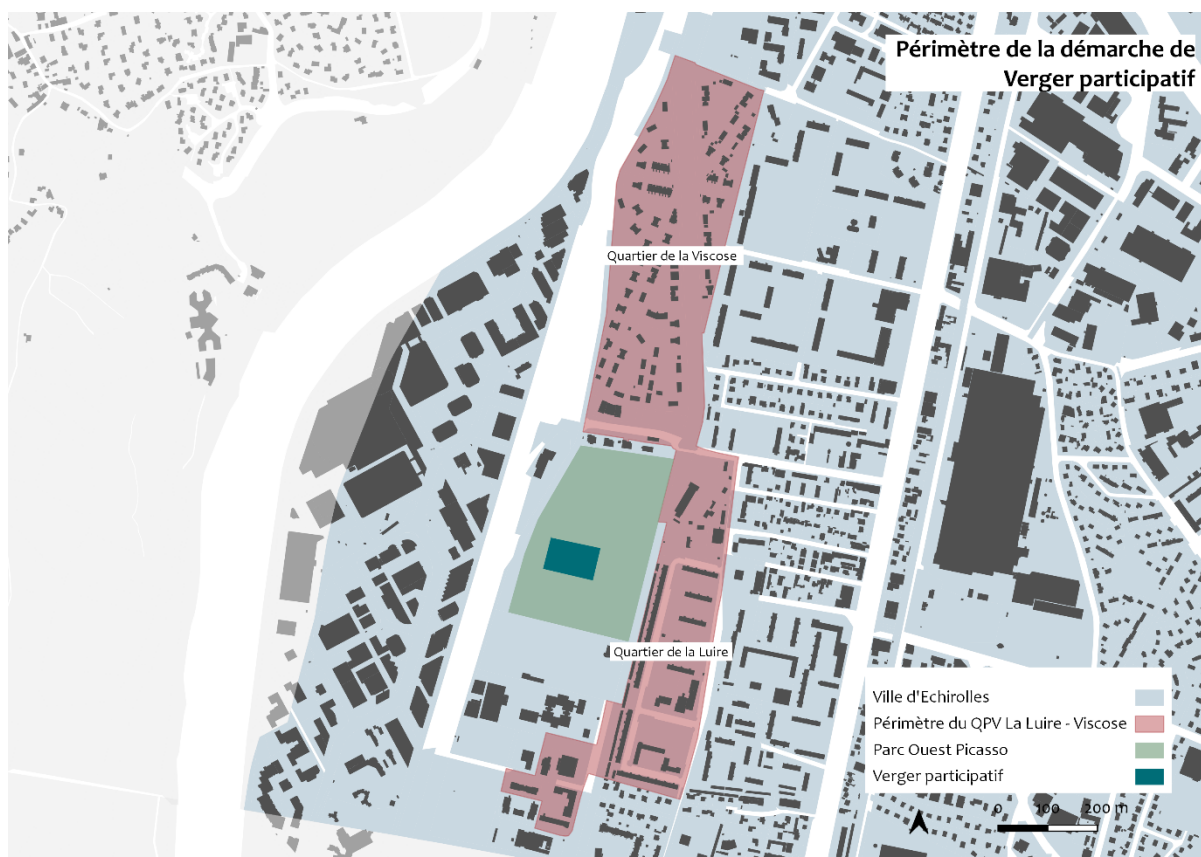 Périmètre de la démarche de
Verger participatif
Quartier de la Viscose
Quartier de la Luire
Ville d'Echirolles
Périmètre du QPV La Luire - Viscose
Parc Ouest Picasso
Verger participatif
0 100 200 m